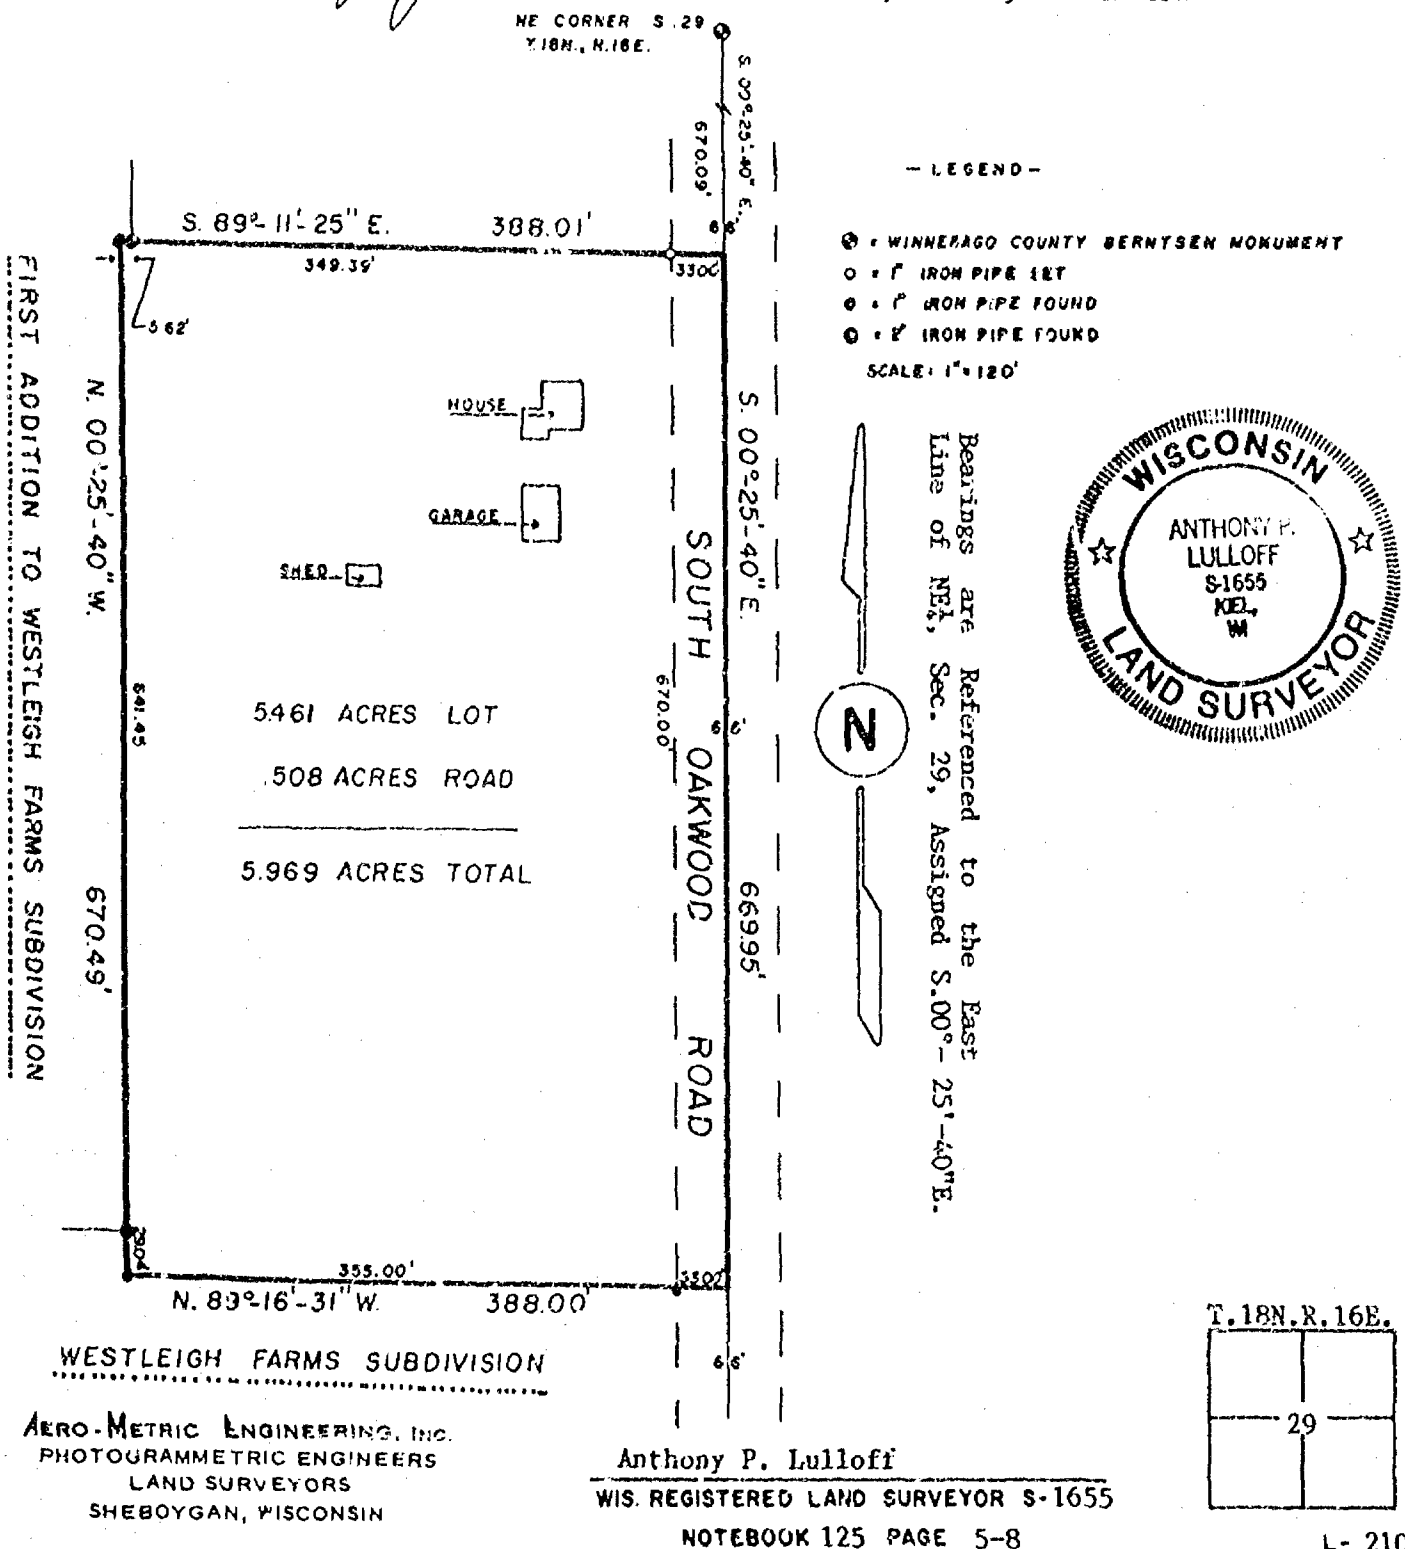 NE CORNER S.29
T.18N., R.16E.
S. 00°-25'-40" E.
670.09'
- LEGEND -
= WINNEBAGO COUNTY BERNTSEN MONUMENT
= 1" IRON PIPE SET
= 1" IRON PIPE FOUND
= 2" IRON PIPE FOUND
SCALE: 1"=120'
S. 89°-11'-25" E. 388.01'
66'
349.39'
33.00'
5.62'
FIRST ADDITION TO WESTLEIGH FARMS SUBDIVISION
N. 00°-25'-40" W. 670.49'
641.45
HOUSE
GARAGE
SHED
5.461 ACRES LOT
.508 ACRES ROAD
5.969 ACRES TOTAL
SOUTH OAKWOOD ROAD
670.00'
66'
S. 00°-25'-40" E. 669.95'
N
Bearings are Referenced to the East
Line of NE¼, Sec. 29, Assigned S.00°- 25'-40"E.
WISCONSIN
ANTHONY P.
LULLOFF
S-1655
KIEL,
WI
LAND SURVEYOR
29.04'
355.00'
33.02'
N. 89°-16'-31" W. 388.00'
66'
WESTLEIGH FARMS SUBDIVISION
AERO-METRIC ENGINEERING, INC.
PHOTOGRAMMETRIC ENGINEERS
LAND SURVEYORS
SHEBOYGAN, WISCONSIN
Anthony P. Lulloff
WIS. REGISTERED LAND SURVEYOR S-1655
NOTEBOOK 125 PAGE 5-8
T.18N.R.16E.
29
L- 210